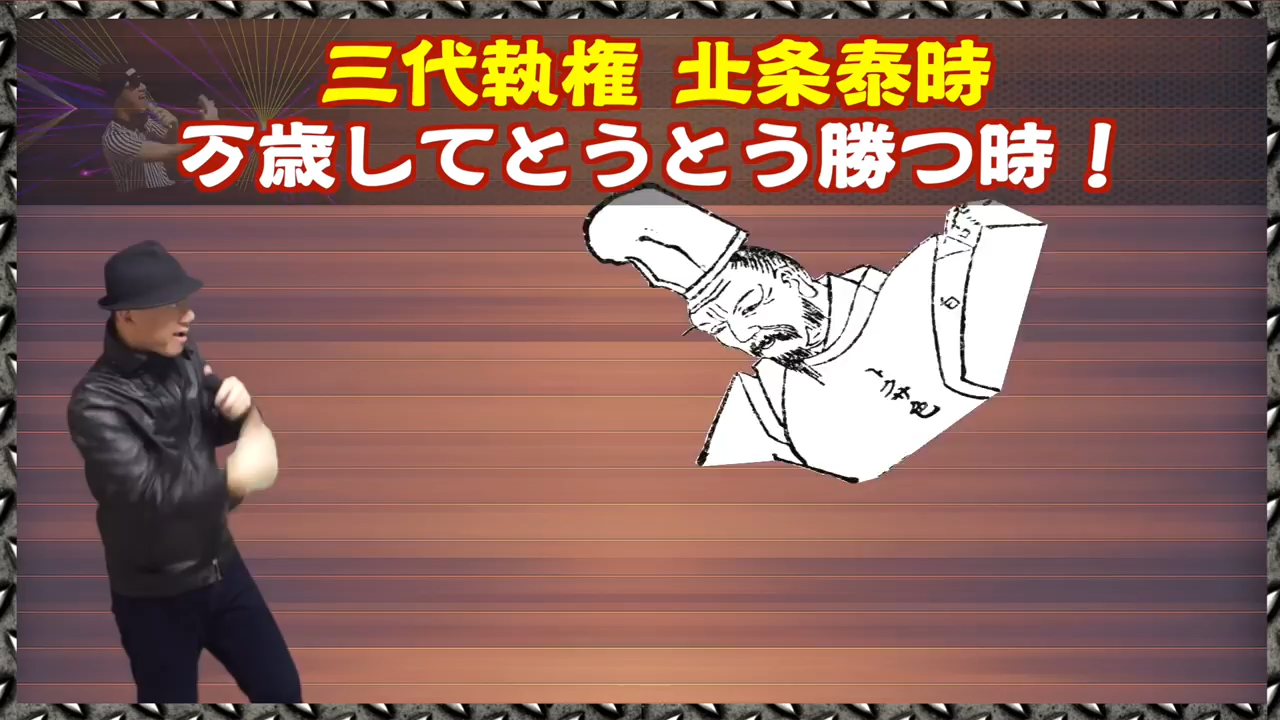 三代執権 北条泰時
万歳してとうとう勝つ時！